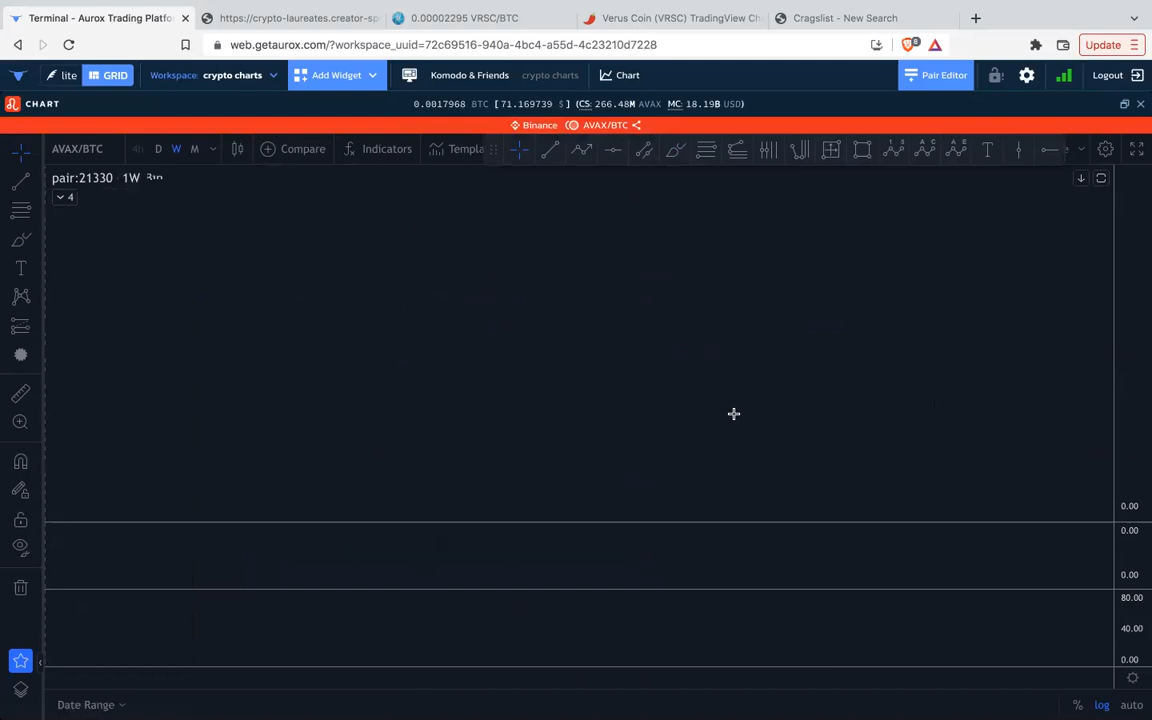 Terminal - Aurox Trading Platfo
https://crypto-laureates.creator-sp
0.00002295 VRSC/BTC
Verus Coin (VRSC) TradingView Ch
Cragslist - New Search
web.getaurox.com/?workspace_uuid=72c69516-940a-4bc4-a55d-4c23210d7228
8
Update
lite
GRID
Workspace: crypto charts
Add Widget
Komodo & Friends
crypto charts
Chart
Pair Editor
Logout
CHART
0.0017968 BTC [71.169739 $] (CS: 266.48M AVAX MC: 18.19B USD)
Binance
AVAX/BTC
AVAX/BTC
4h
D
W
M
Compare
Indicators
Templa
pair:21330
1W
4
0.00
0.00
0.00
80.00
40.00
0.00
Date Range
%
log
auto